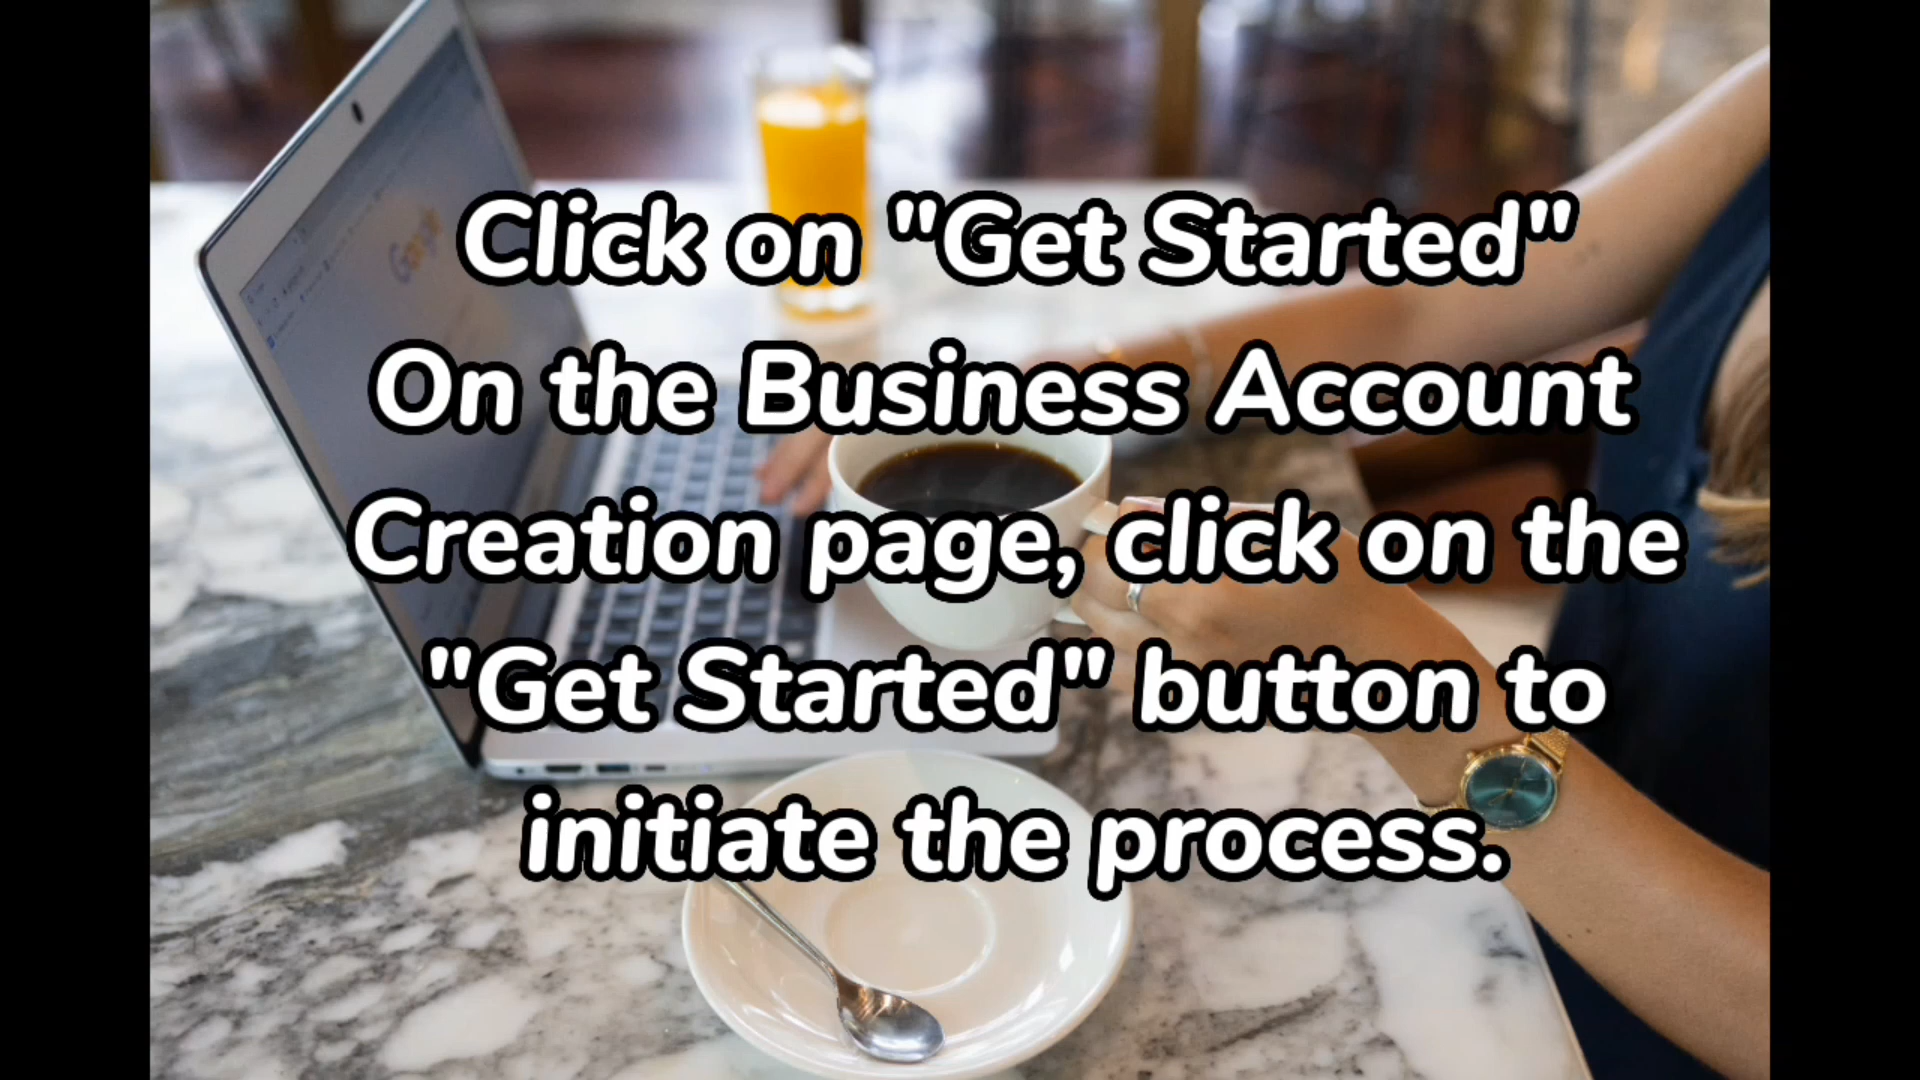 Google
Click on "Get Started"
On the Business Account
Creation page, click on the
"Get Started" button to
initiate the process.